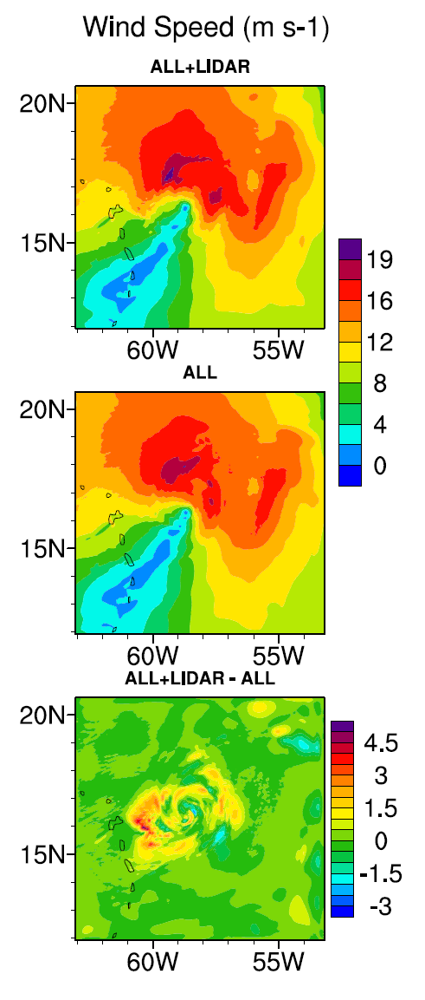 Wind Speed (m s-1)
ALL+LIDAR
20N
15N
60W 55W
19
16
12
8
4
0
ALL
20N
15N
60W 55W
ALL+LIDAR - ALL
20N
15N
60W 55W
4.5
3
1.5
0
-1.5
-3